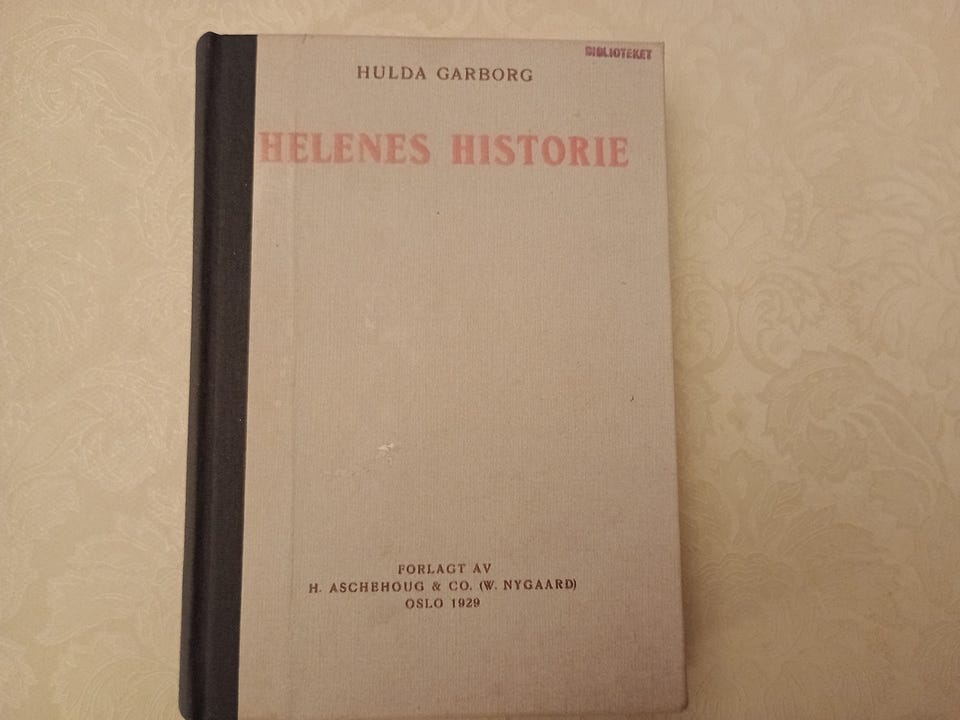 BIBLIOTEKET
HULDA GARBORG
HELENES HISTORIE
FORLAGT AV
H. ASCHEHOUG & CO. (W. NYGAARD)
OSLO 1929